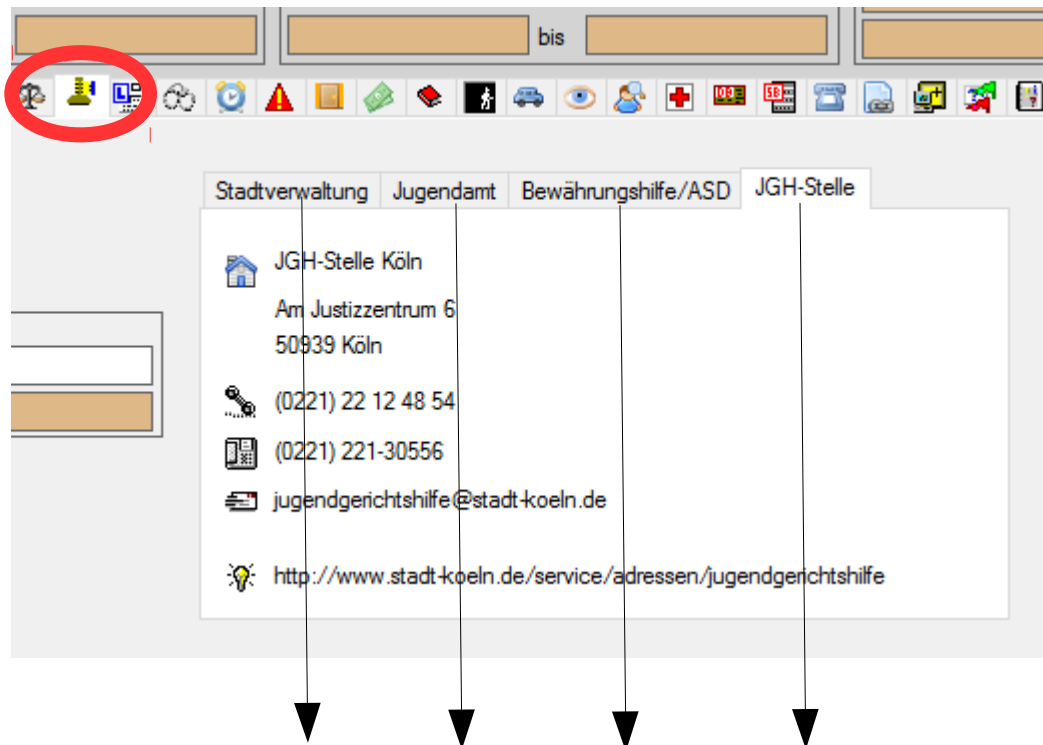 bis
Stadtverwaltung Jugendamt Bewährungshilfe/ASD JGH-Stelle
JGH-Stelle Köln
Am Justizzentrum 6
50939 Köln
(0221) 22 12 48 54
(0221) 221-30556
jugendgerichtshilfe@stadt-koeln.de
http://www.stadt-koeln.de/service/adressen/jugendgerichtshilfe